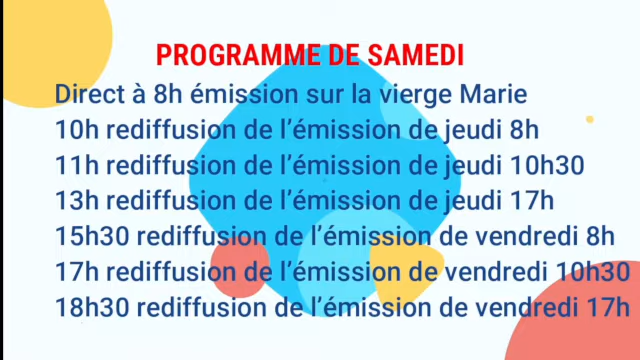 PROGRAMME DE SAMEDI
Direct à 8h émission sur la vierge Marie
10h rediffusion de l’émission de jeudi 8h
11h rediffusion de l’émission de jeudi 10h30
13h rediffusion de l’émission de jeudi 17h
15h30 rediffusion de l’émission de vendredi 8h
17h rediffusion de l’émission de vendredi 10h30
18h30 rediffusion de l’émission de vendredi 17h